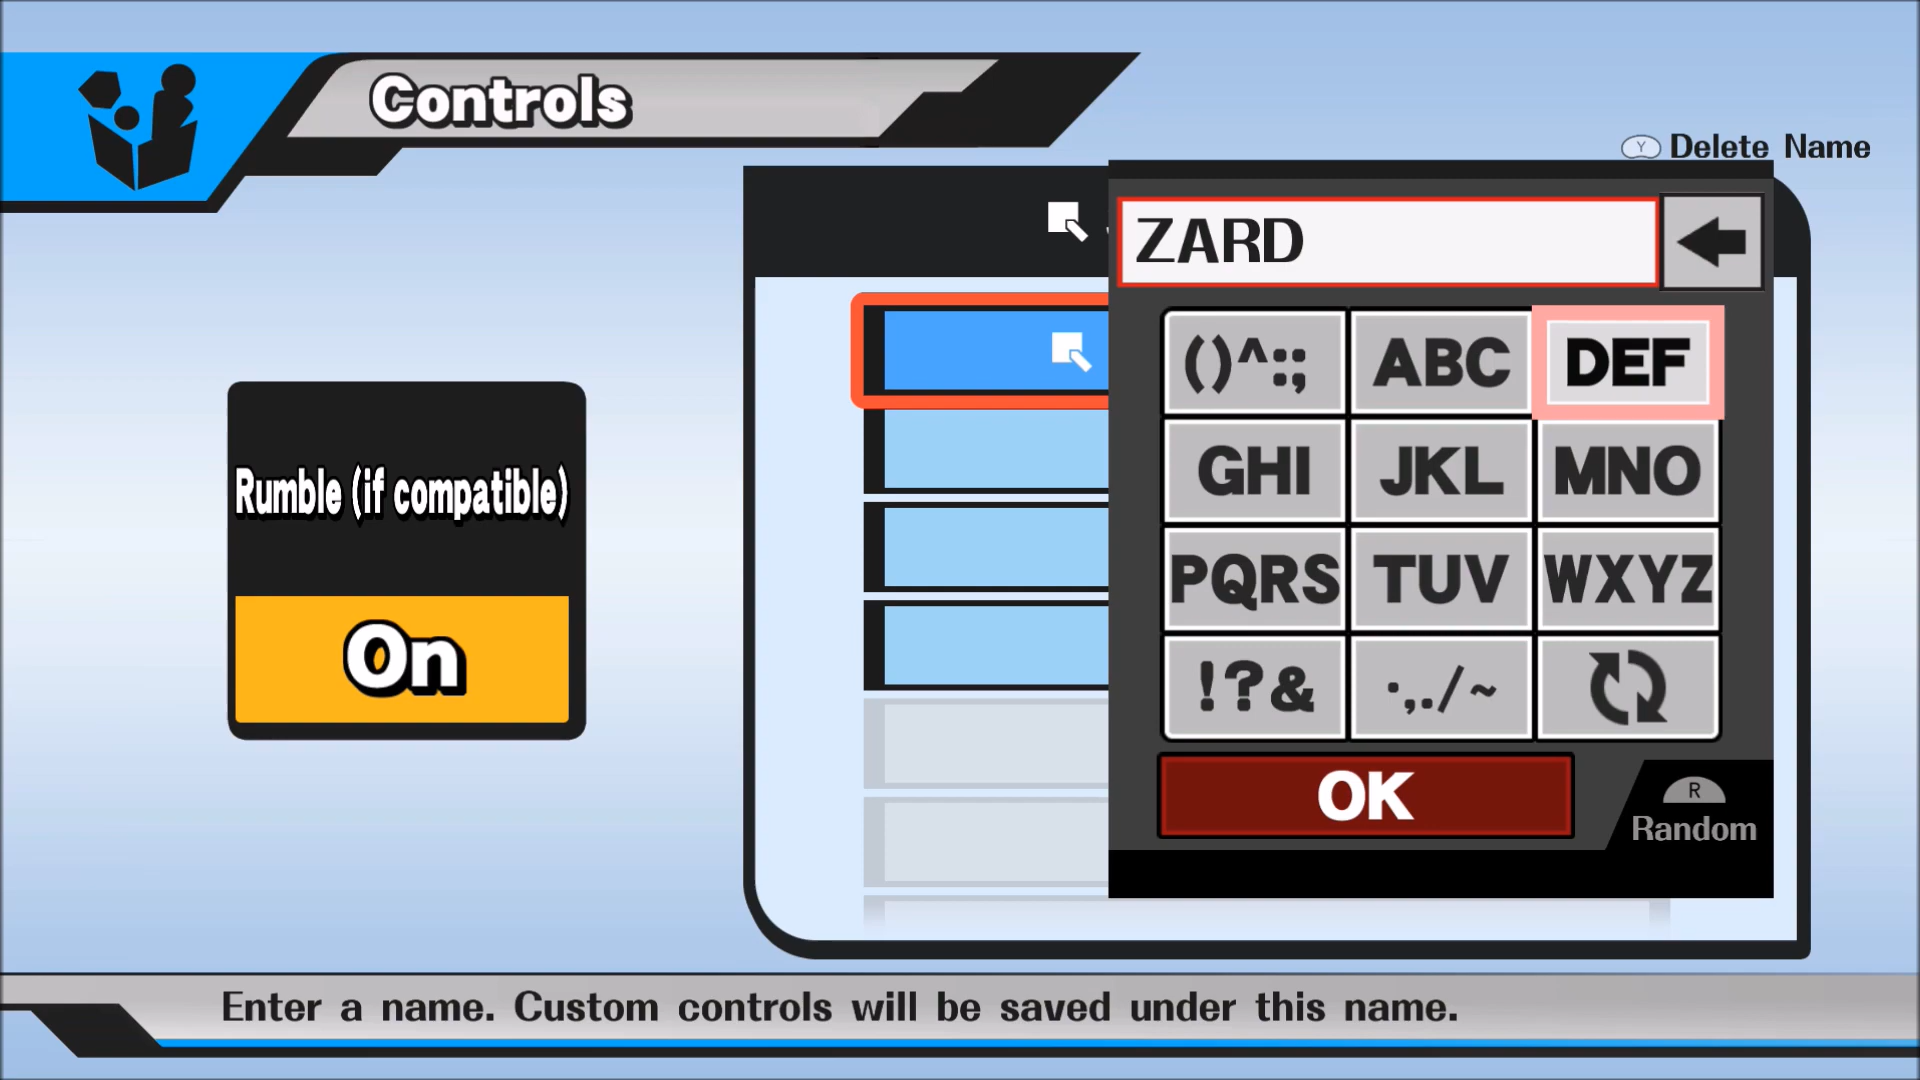 Controls
Y Delete Name
ZARD
()^:; ABC DEF
GHI JKL MNO
PQRS TUV WXYZ
!?& ·,./~
OK
R
Random
Rumble (if compatible)
On
Enter a name. Custom controls will be saved under this name.